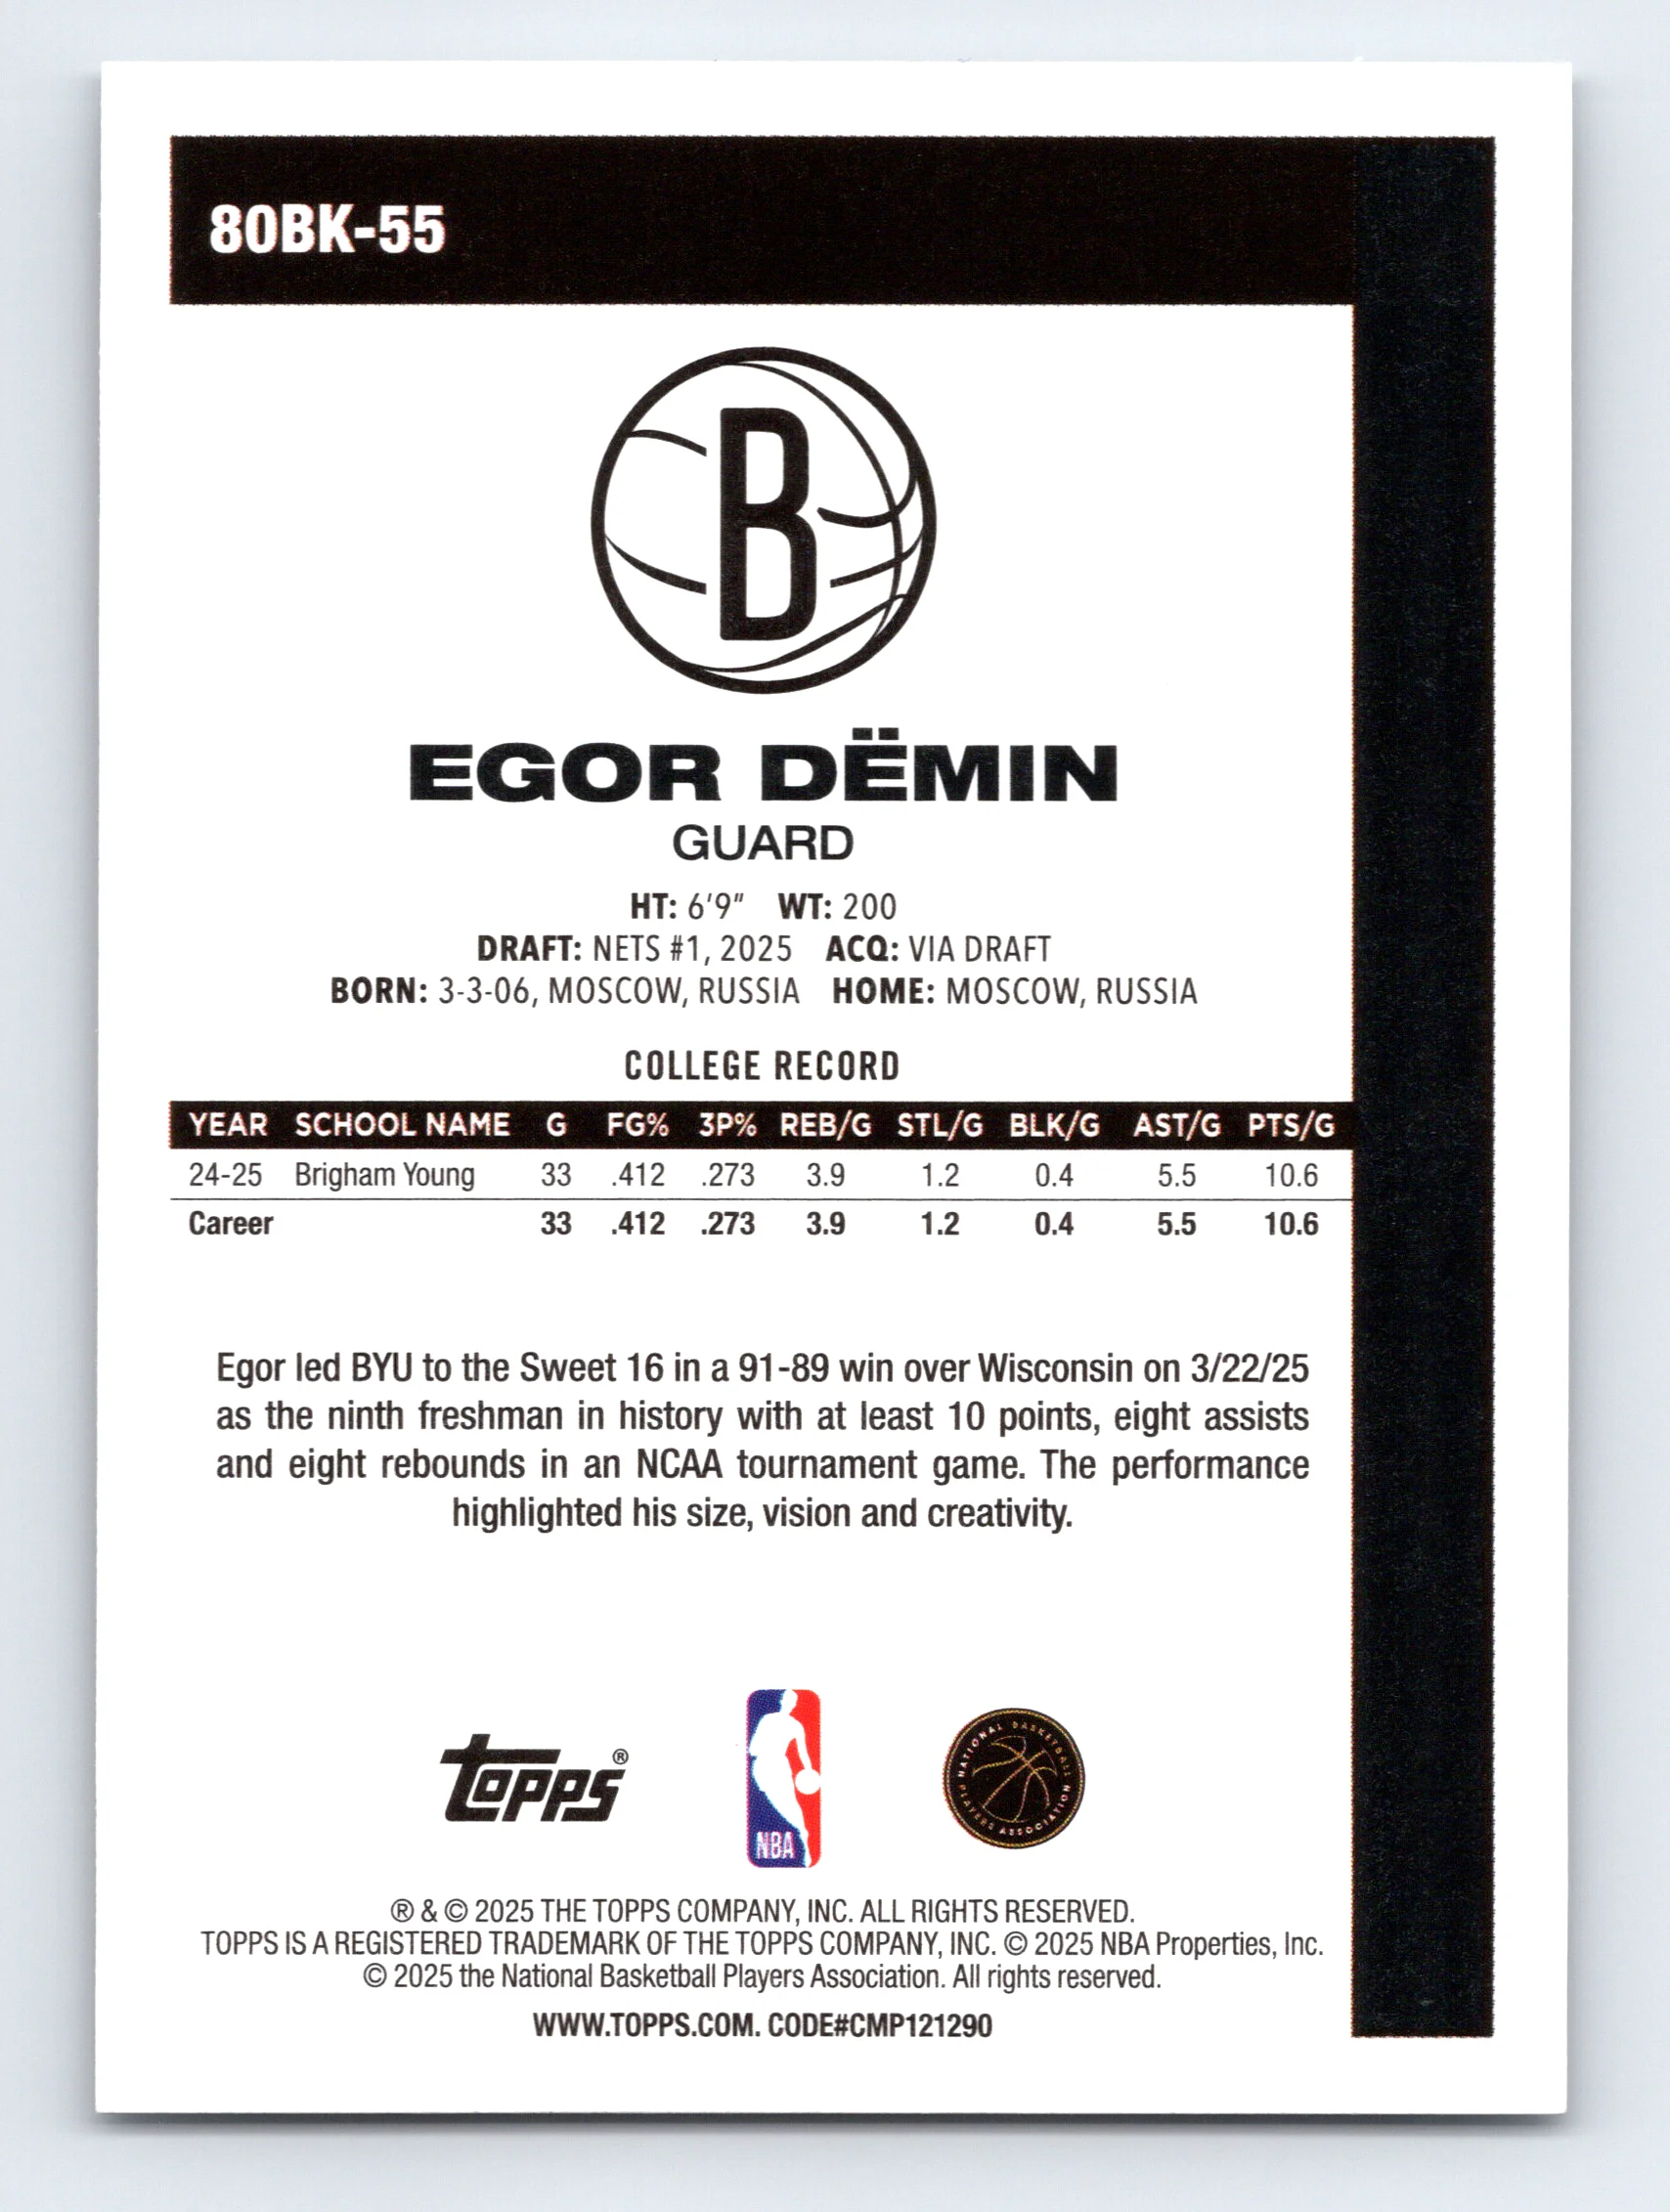 80BK-55
B
EGOR DËMIN
GUARD
HT: 6'9" WT: 200
DRAFT: NETS #1, 2025 ACQ: VIA DRAFT
BORN: 3-3-06, MOSCOW, RUSSIA HOME: MOSCOW, RUSSIA
COLLEGE RECORD
YEAR SCHOOL NAME G FG% 3P% REB/G STL/G BLK/G AST/G PTS/G
24-25 Brigham Young 33 .412 .273 3.9 1.2 0.4 5.5 10.6
Career 33 .412 .273 3.9 1.2 0.4 5.5 10.6
Egor led BYU to the Sweet 16 in a 91-89 win over Wisconsin on 3/22/25
as the ninth freshman in history with at least 10 points, eight assists
and eight rebounds in an NCAA tournament game. The performance
highlighted his size, vision and creativity.
topps®
NBA
NATIONAL BASKETBALL PLAYERS ASSOCIATION
® & © 2025 THE TOPPS COMPANY, INC. ALL RIGHTS RESERVED.
TOPPS IS A REGISTERED TRADEMARK OF THE TOPPS COMPANY, INC. © 2025 NBA Properties, Inc.
© 2025 the National Basketball Players Association. All rights reserved.
WWW.TOPPS.COM. CODE#CMP121290